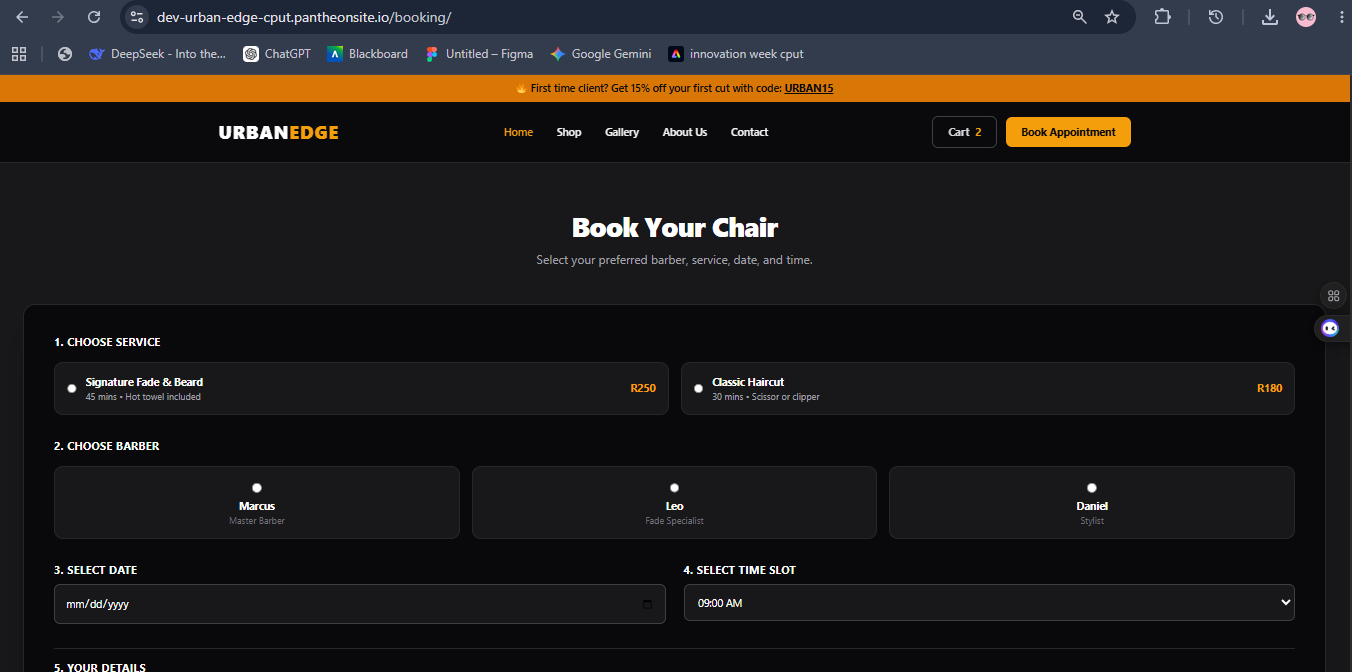 dev-urban-edge-cput.pantheonsite.io/booking/
DeepSeek - Into the... ChatGPT Blackboard Untitled – Figma Google Gemini innovation week cput
🔥 First time client? Get 15% off your first cut with code: URBAN15
URBANEDGE Home Shop Gallery About Us Contact Cart 2 Book Appointment
Book Your Chair
Select your preferred barber, service, date, and time.
1. CHOOSE SERVICE
Signature Fade & Beard
45 mins • Hot towel included
R250
Classic Haircut
30 mins • Scissor or clipper
R180
2. CHOOSE BARBER
Marcus
Master Barber
Leo
Fade Specialist
Daniel
Stylist
3. SELECT DATE
mm/dd/yyyy
4. SELECT TIME SLOT
09:00 AM
5. YOUR DETAILS